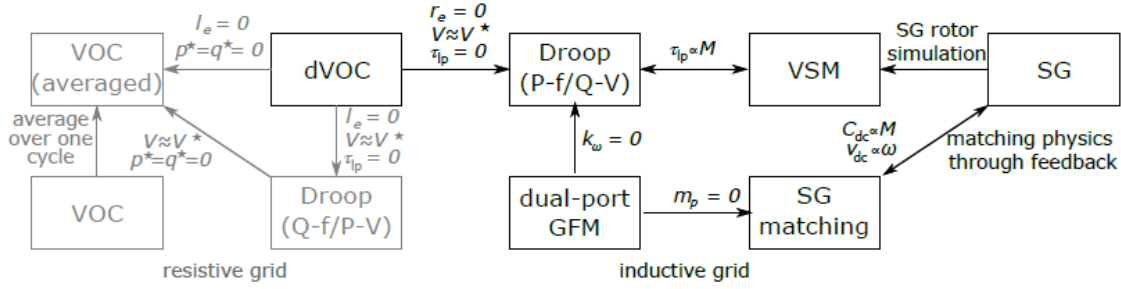 VOC
(averaged)
l_e = 0
p*=q*= 0
dVOC
r_e = 0
V≈V*
τ_lp = 0
Droop
(P-f/Q-V)
τ_lp∝M
VSM
SG rotor
simulation
SG
average
over one
cycle
V≈V*
p*=q*=0
l_e = 0
V≈V*
τ_lp = 0
k_ω = 0
C_dc∝M
v_dc∝ω
matching physics
through feedback
VOC
Droop
(Q-f/P-V)
dual-port
GFM
m_p = 0
SG
matching
resistive grid
inductive grid